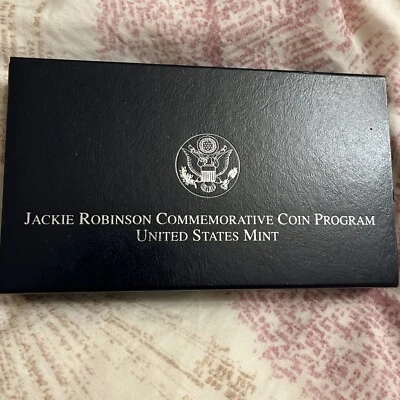 JACKIE ROBINSON COMMEMORATIVE COIN PROGRAM
UNITED STATES MINT